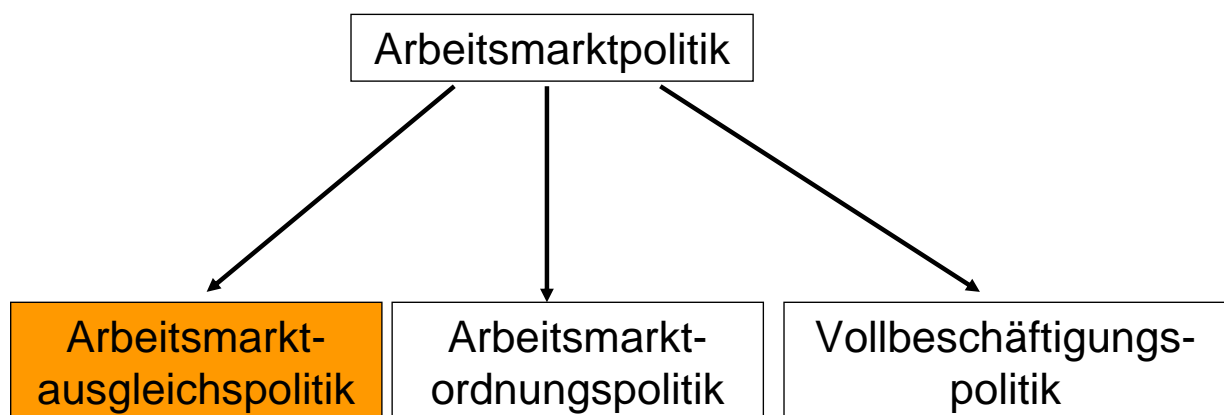 Arbeitsmarktpolitik
Arbeitsmarkt-
ausgleichspolitik
Arbeitsmarkt-
ordnungspolitik
Vollbeschäftigungs-
politik